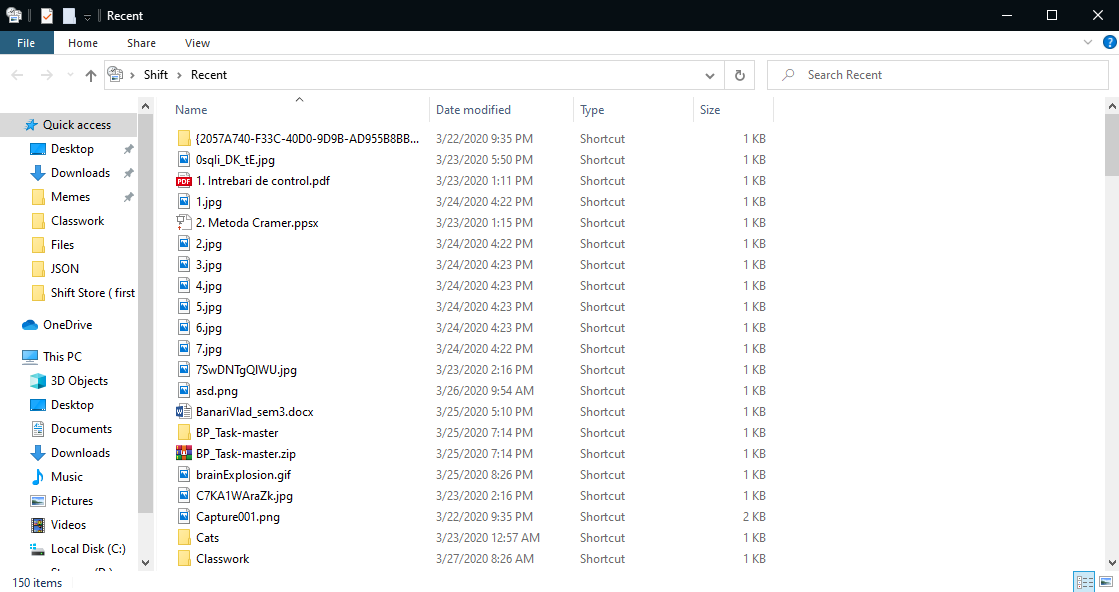 Recent
File Home Share View
Shift › Recent
Search Recent
Name Date modified Type Size
Quick access
Desktop
Downloads
Memes
Classwork
Files
JSON
Shift Store ( first
OneDrive
This PC
3D Objects
Desktop
Documents
Downloads
Music
Pictures
Videos
Local Disk (C:)
{2057A740-F33C-40D0-9D9B-AD955B8BB... 3/22/2020 9:35 PM Shortcut 1 KB
0sqli_DK_tE.jpg 3/23/2020 5:50 PM Shortcut 1 KB
PDF 1. Intrebari de control.pdf 3/23/2020 1:11 PM Shortcut 1 KB
1.jpg 3/24/2020 4:22 PM Shortcut 1 KB
2. Metoda Cramer.ppsx 3/23/2020 1:15 PM Shortcut 1 KB
2.jpg 3/24/2020 4:22 PM Shortcut 1 KB
3.jpg 3/24/2020 4:23 PM Shortcut 1 KB
4.jpg 3/24/2020 4:23 PM Shortcut 1 KB
5.jpg 3/24/2020 4:23 PM Shortcut 1 KB
6.jpg 3/24/2020 4:23 PM Shortcut 1 KB
7.jpg 3/24/2020 4:22 PM Shortcut 1 KB
7SwDNTgQIWU.jpg 3/23/2020 2:16 PM Shortcut 1 KB
asd.png 3/26/2020 9:54 AM Shortcut 1 KB
BanariVlad_sem3.docx 3/25/2020 5:10 PM Shortcut 1 KB
BP_Task-master 3/25/2020 7:14 PM Shortcut 1 KB
BP_Task-master.zip 3/25/2020 7:14 PM Shortcut 1 KB
brainExplosion.gif 3/25/2020 8:26 PM Shortcut 1 KB
C7KA1WAraZk.jpg 3/23/2020 2:16 PM Shortcut 1 KB
Capture001.png 3/22/2020 9:35 PM Shortcut 2 KB
Cats 3/23/2020 12:57 AM Shortcut 1 KB
Classwork 3/27/2020 8:26 AM Shortcut 1 KB
150 items